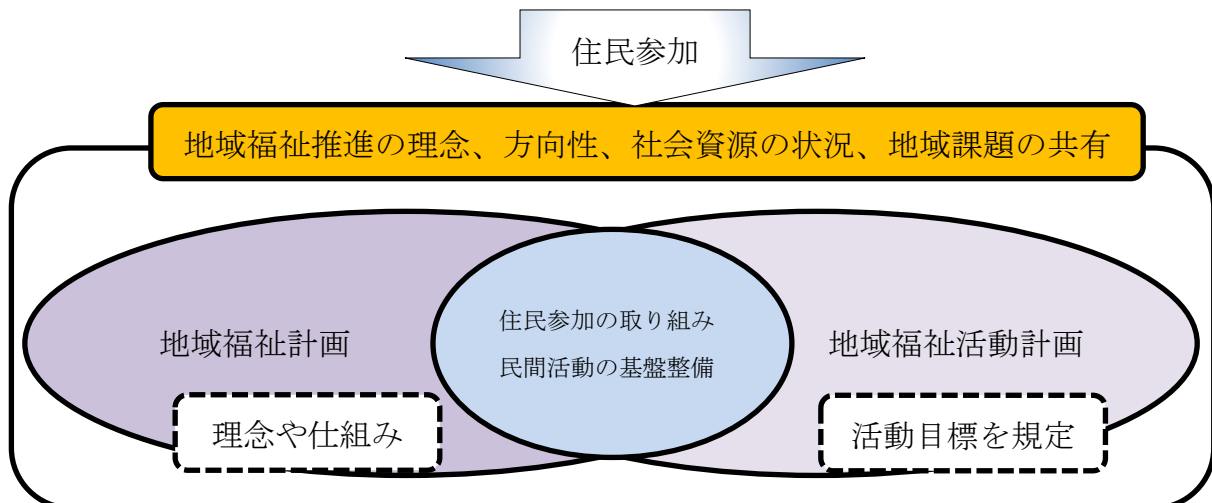 住民参加
地域福祉推進の理念、方向性、社会資源の状況、地域課題の共有
住民参加の取り組み
地域福祉計画
地域福祉活動計画
民間活動の基盤整備
理念や仕組み
活動目標を規定